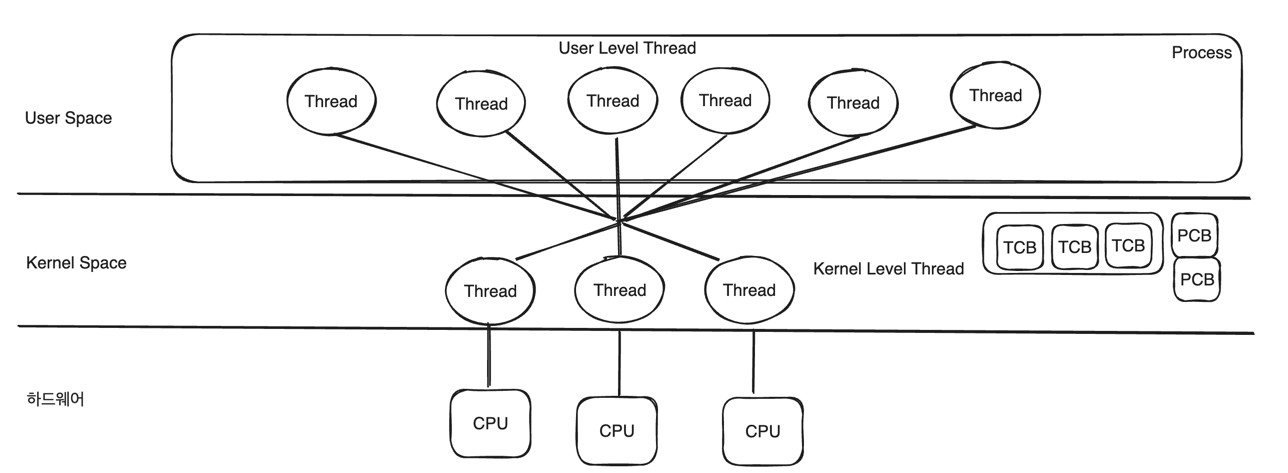 User Level Thread
Process
Thread
Thread
Thread
Thread
Thread
Thread
User Space
Kernel Space
Thread
Thread
Thread
Kernel Level Thread
TCB
TCB
TCB
PCB
PCB
하드웨어
CPU
CPU
CPU